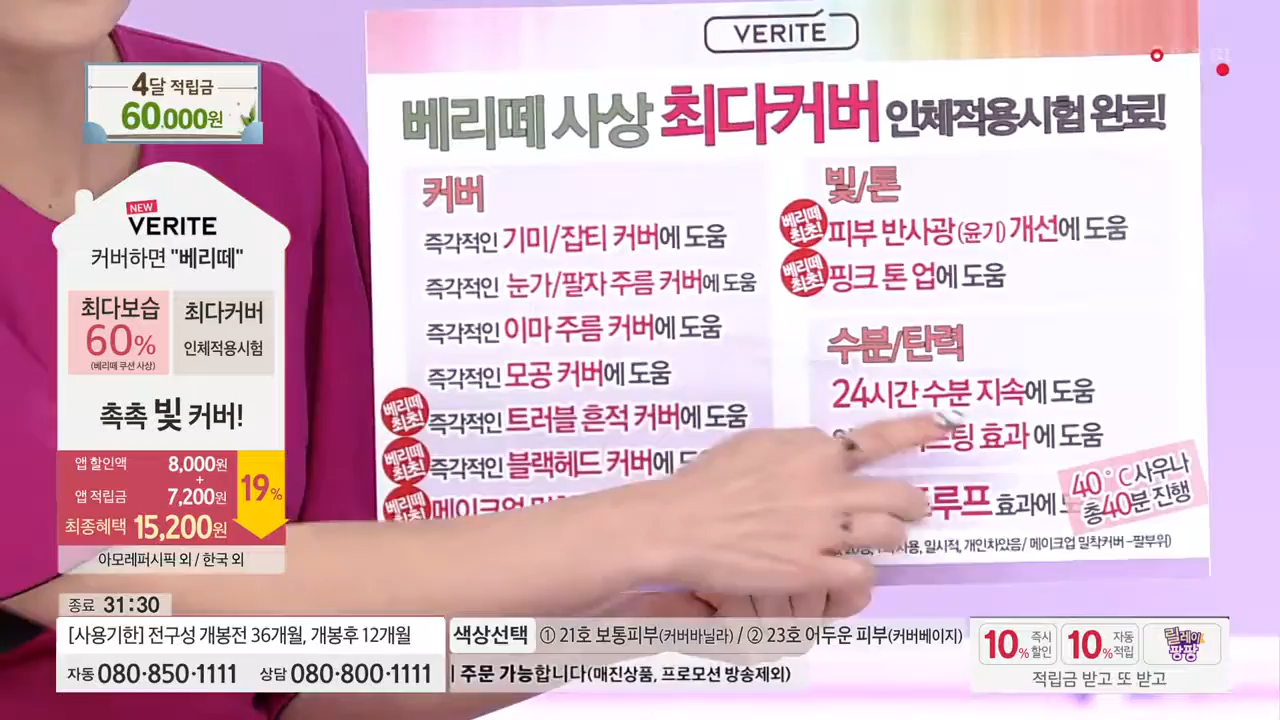 VERITÉ
베리떼 사상 최다커버 인체적용시험 완료!
커버
즉각적인 기미/잡티 커버에 도움
즉각적인 눈가/팔자 주름 커버에 도움
즉각적인 이마 주름 커버에 도움
즉각적인 모공 커버에 도움
베리떼 최초! 즉각적인 트러블 흔적 커버에 도움
베리떼 최초! 즉각적인 블랙헤드 커버에 도
베리떼 최초! 메이크업
빛/톤
베리떼 최초! 피부 반사광(윤기) 개선에 도움
베리떼 최초! 핑크 톤 업에 도움
수분/탄력
24시간 수분 지속에 도움
팅 효과에 도움
프루프 효과에
40°C 사우나
총40분 진행
사용, 일시적, 개인차있음/ 메이크업 밀착커버-팔부위)
4달 적립금
60,000원
NEW
VERITE
커버하면 "베리떼"
최다보습
60%
(베리떼 쿠션 사상)
최다커버
인체적용시험
촉촉 빛 커버!
앱 할인액 8,000원
+
앱 적립금 7,200원
최종혜택 15,200원
19%
아모레퍼시픽 외 / 한국 외
종료 31:30
[사용기한] 전구성 개봉전 36개월, 개봉후 12개월
자동 080-850-1111 상담 080-800-1111
색상선택 ① 21호 보통피부(커버바닐라) / ② 23호 어두운 피부(커버베이지)
주문 가능합니다(매진상품, 프로모션 방송제외)
10% 즉시할인 10% 자동적립 릴레이팡팡
적립금 받고 또 받고